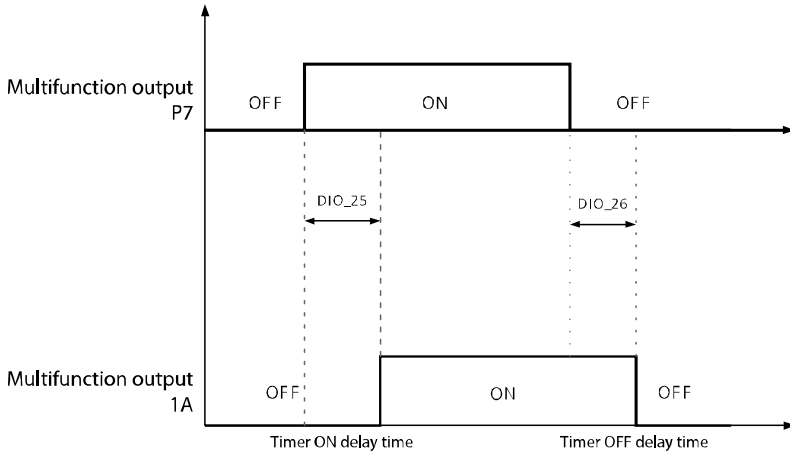 Multifunction output
P7
OFF
ON
OFF
DIO_25
DIO_26
Multifunction output
1A
OFF
ON
OFF
Timer ON delay time
Timer OFF delay time